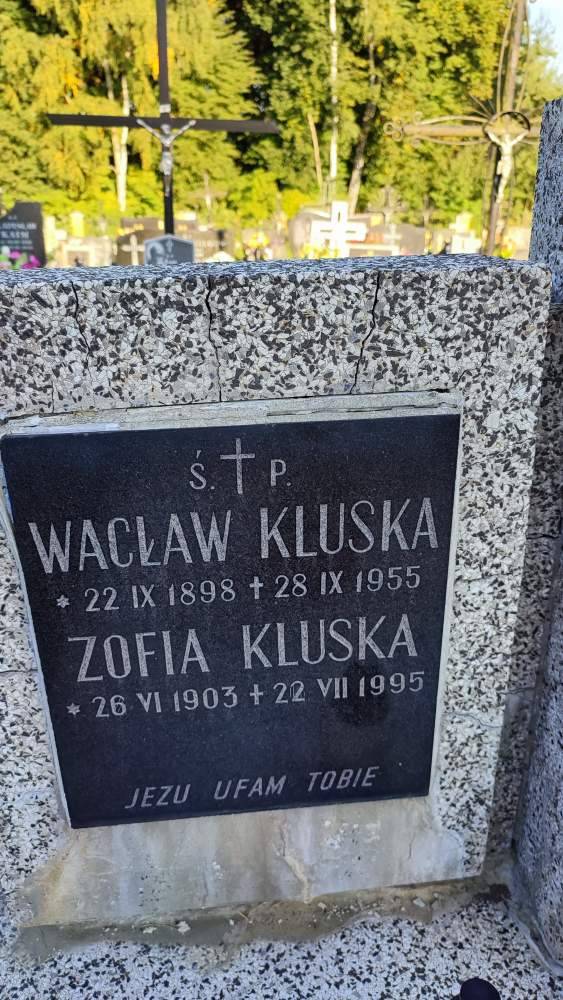 Ś. † P.
WACŁAW KLUSKA
* 22 IX 1898 † 28 IX 1955
ZOFIA KLUSKA
* 26 VI 1903 † 22 VII 1995
JEZU UFAM TOBIE